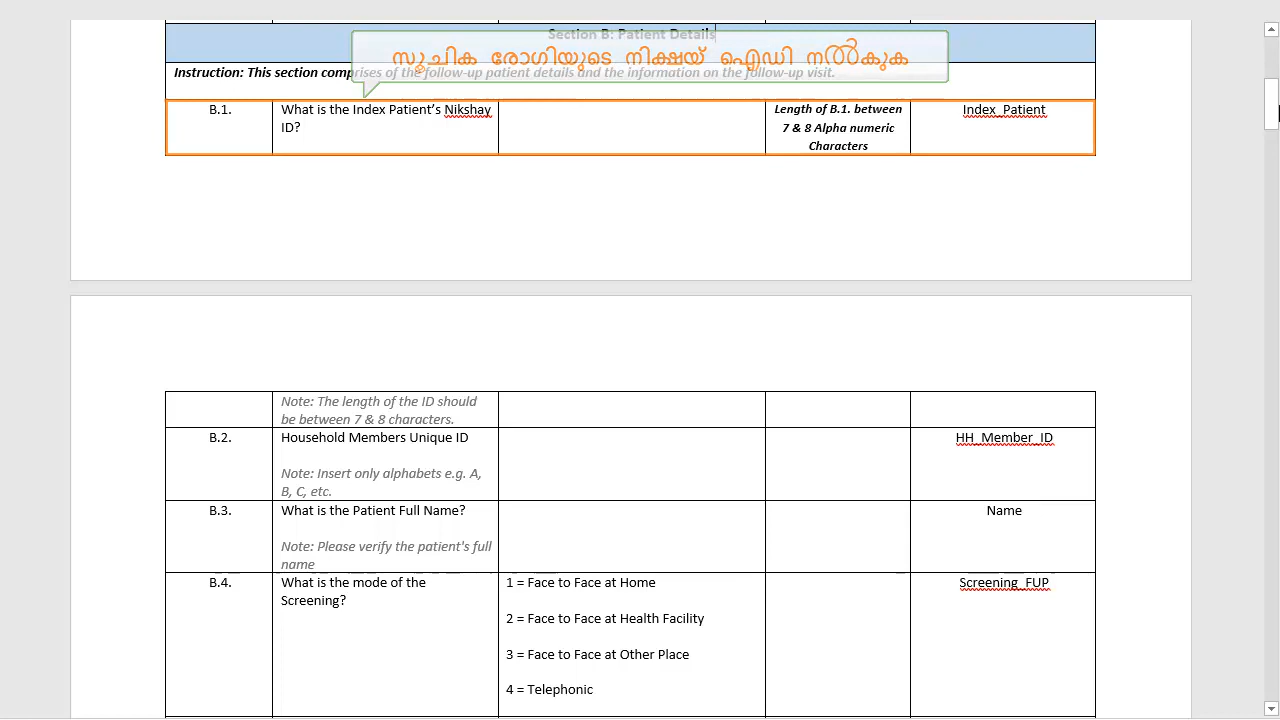 Section B: Patient Details
സൂചിക രോഗിയുടെ നിക്ഷയ് ഐഡി നൽകുക
Instruction: This section comprises of the follow-up patient details and the information on the follow-up visit.
B.1.
What is the Index Patient’s Nikshay
ID?
Length of B.1. between
7 & 8 Alpha numeric
Characters
Index_Patient
Note: The length of the ID should
be between 7 & 8 characters.
B.2.
Household Members Unique ID
Note: Insert only alphabets e.g. A,
B, C, etc.
HH_Member_ID
B.3.
What is the Patient Full Name?
Note: Please verify the patient's full
name
Name
B.4.
What is the mode of the
Screening?
1 = Face to Face at Home
2 = Face to Face at Health Facility
3 = Face to Face at Other Place
4 = Telephonic
Screening_FUP